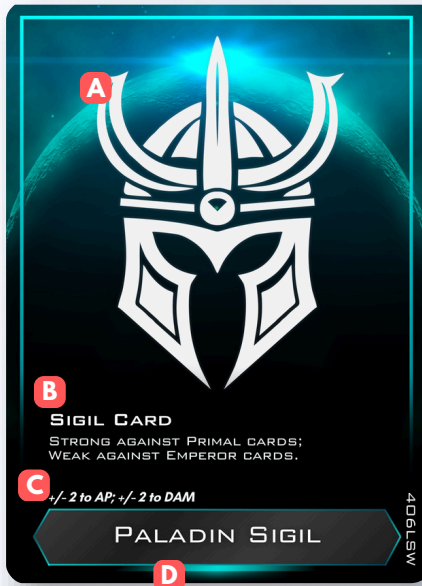 A
B
SIGIL CARD
STRONG AGAINST PRIMAL CARDS;
WEAK AGAINST EMPEROR CARDS.
C
+/- 2 to AP; +/- 2 to DAM
PALADIN SIGIL
406LSW
D